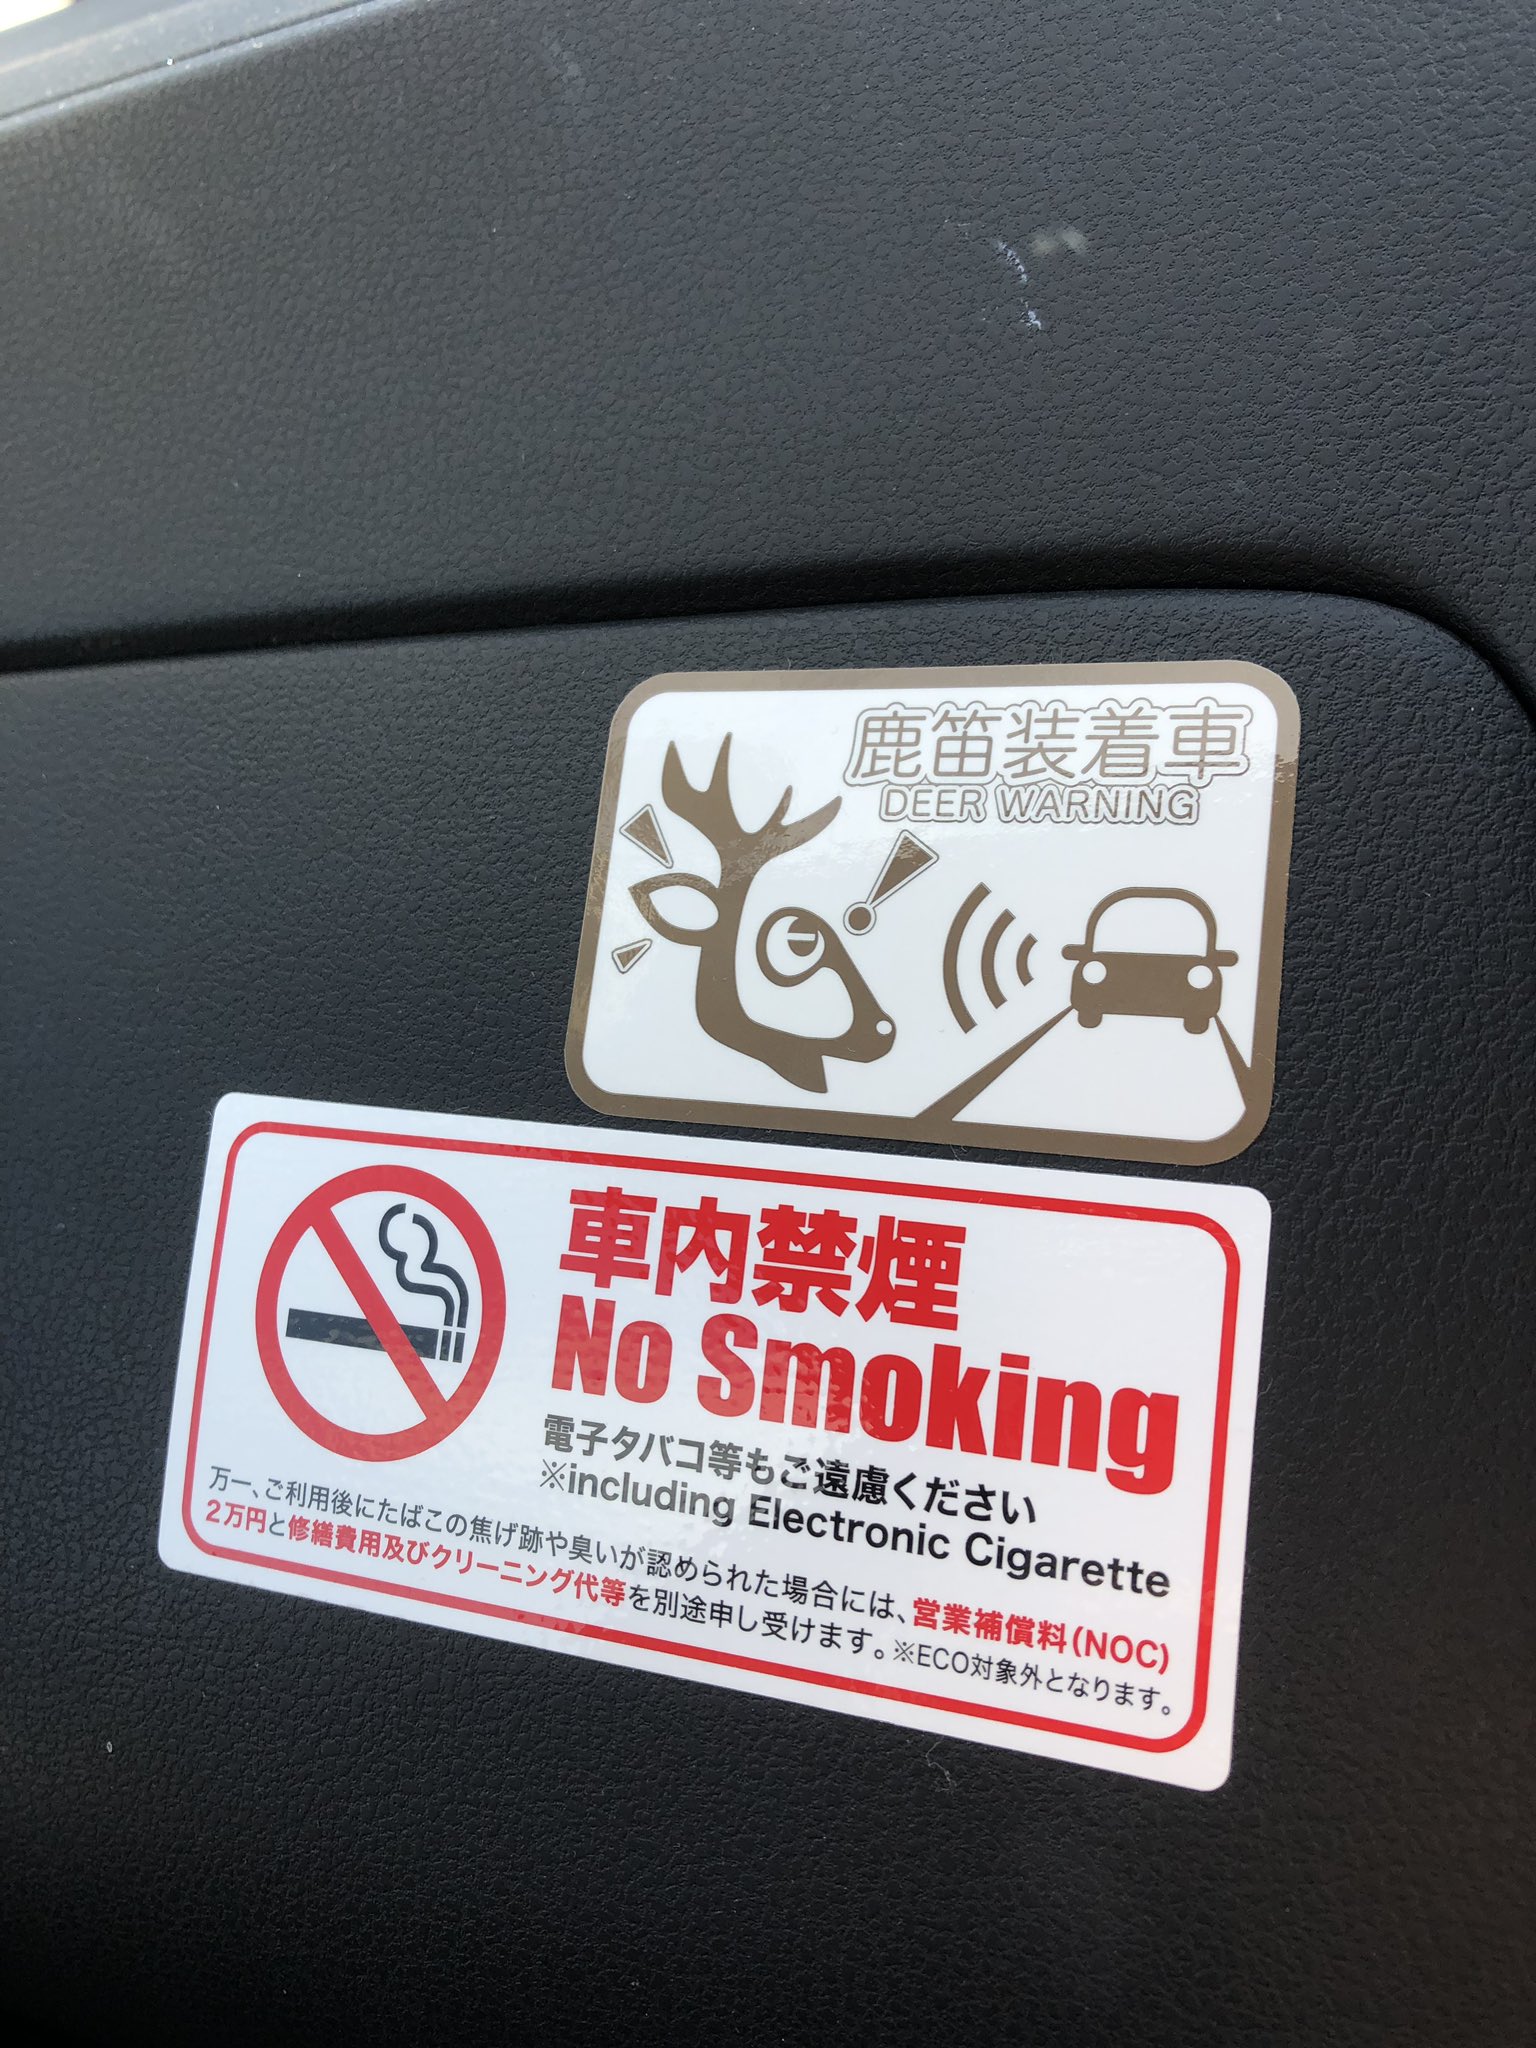 鹿笛装着車
DEER WARNING
車内禁煙
No Smoking
電子タバコ等もご遠慮ください
※including Electronic Cigarette
万一、ご利用後にたばこの焦げ跡や臭いが認められた場合には、営業補償料(NOC)
2万円と修繕費用及びクリーニング代等を別途申し受けます。※ECO対象外となります。